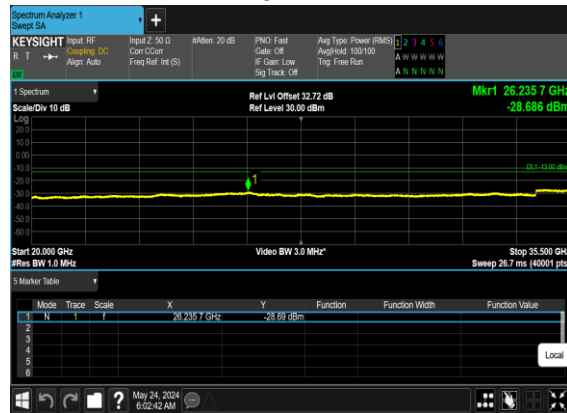 Spectrum Analyzer 1
Swept SA
+
KEYSIGHT Input: RF Input Z: 50 Ω #Atten: 20 dB PNO: Fast Avg Type: Power (RMS) 1 2 3 4 5 6
R T Coupling: DC Corr CCorr Gate: Off Avg|Hold: 100/100 A W W W W W
Align: Auto Freq Ref: Int (S) IF Gain: Low Trig: Free Run A N N N N N
Sig Track: Off
1 Spectrum Ref Lvl Offset 32.72 dB Mkr1 26.235 7 GHz
Scale/Div 10 dB Ref Level 30.00 dBm -28.686 dBm
Log
20.0
10.0
0.00
-10.0
DL1 -13.00 dBm
-20.0
1
-30.0
-40.0
-50.0
-60.0
Start 20.000 GHz Video BW 3.0 MHz* Stop 35.500 GH
#Res BW 1.0 MHz Sweep 26.7 ms (40001 pts
5 Marker Table
Mode Trace Scale X Y Function Function Width Function Value
1 N 1 f 26.235 7 GHz -28.69 dBm
2
3
4
5
6
Local
? May 24, 2024
6:02:42 AM